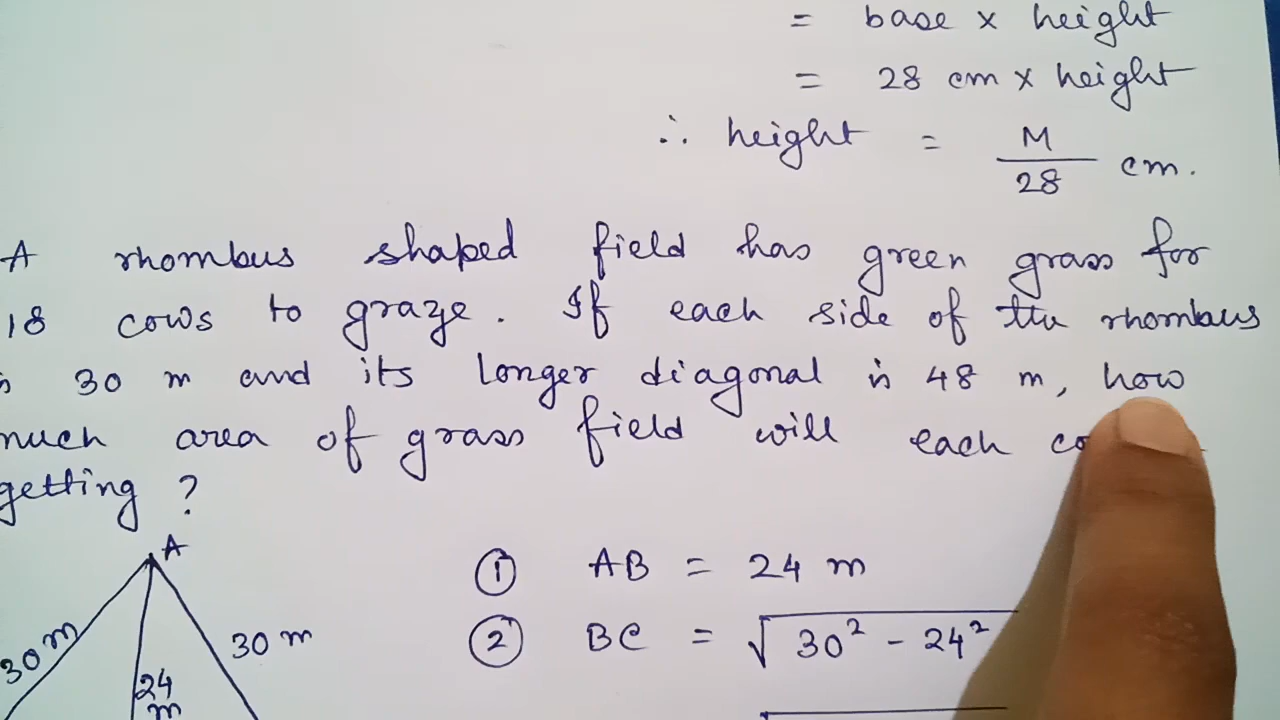 = base × height
= 28 cm × height
∴ height = M
28 cm.
A rhombus shaped field has green grass for
18 cows to graze. If each side of the rhombus
30 m and its longer diagonal is 48 m, how
much area of grass field will each
getting ?
A
① AB = 24 m
30 m
30 m
② BC = √30² - 24²
24
m